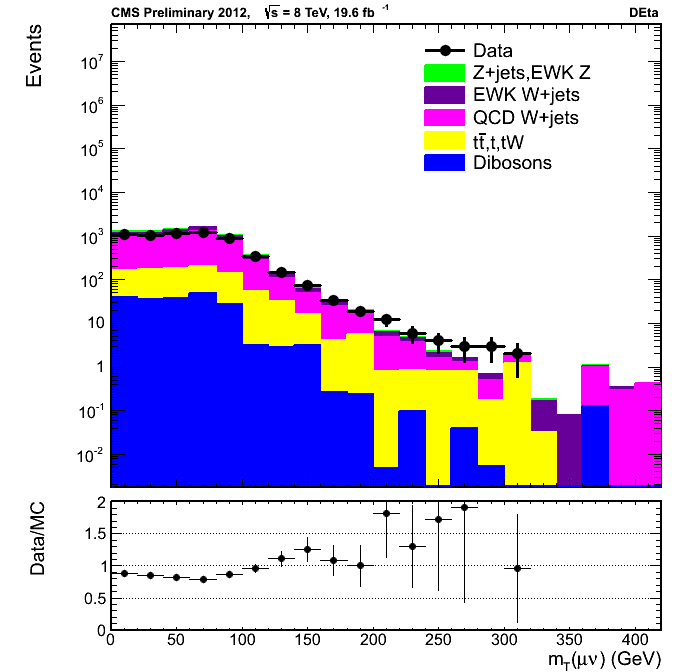 CMS Preliminary 2012, √s = 8 TeV, 19.6 fb⁻¹ DEta
Events
Data
Z+jets,EWK Z
EWK W+jets
QCD W+jets
tt̅,t,tW
Dibosons
10⁷
10⁶
10⁵
10⁴
10³
10²
10
1
10⁻¹
10⁻²
Data/MC
2
1.5
1
0.5
0
0 50 100 150 200 250 300 350 400
m_T(μν) (GeV)